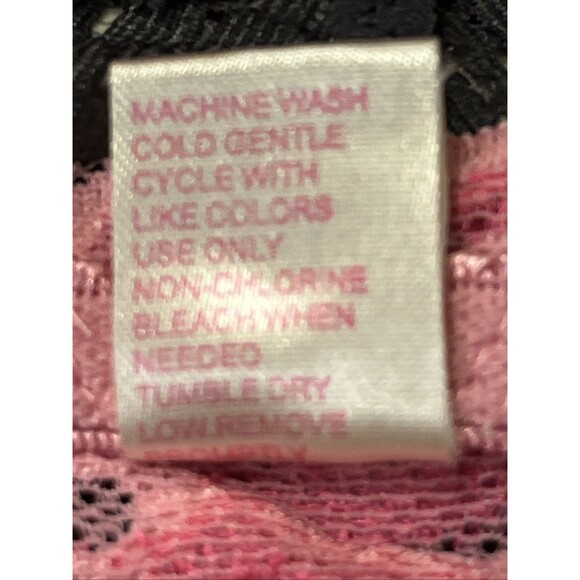 MACHINE WASH
COLD GENTLE
CYCLE WITH
LIKE COLORS
USE ONLY
NON-CHLORINE
BLEACH WHEN
NEEDED
TUMBLE DRY
LOW. REMOVE